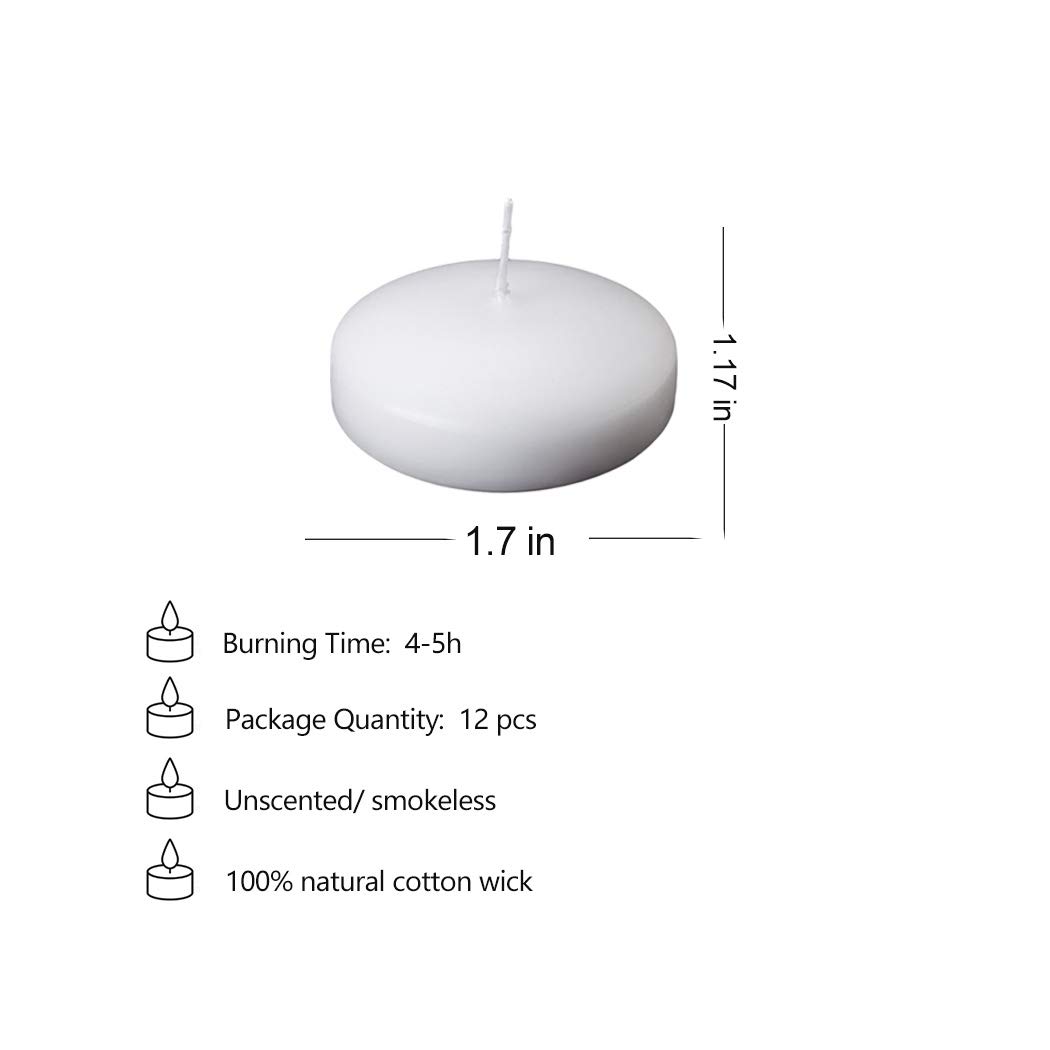 1.17 in
1.7 in
Burning Time: 4-5h
Package Quantity: 12 pcs
Unscented/ smokeless
100% natural cotton wick